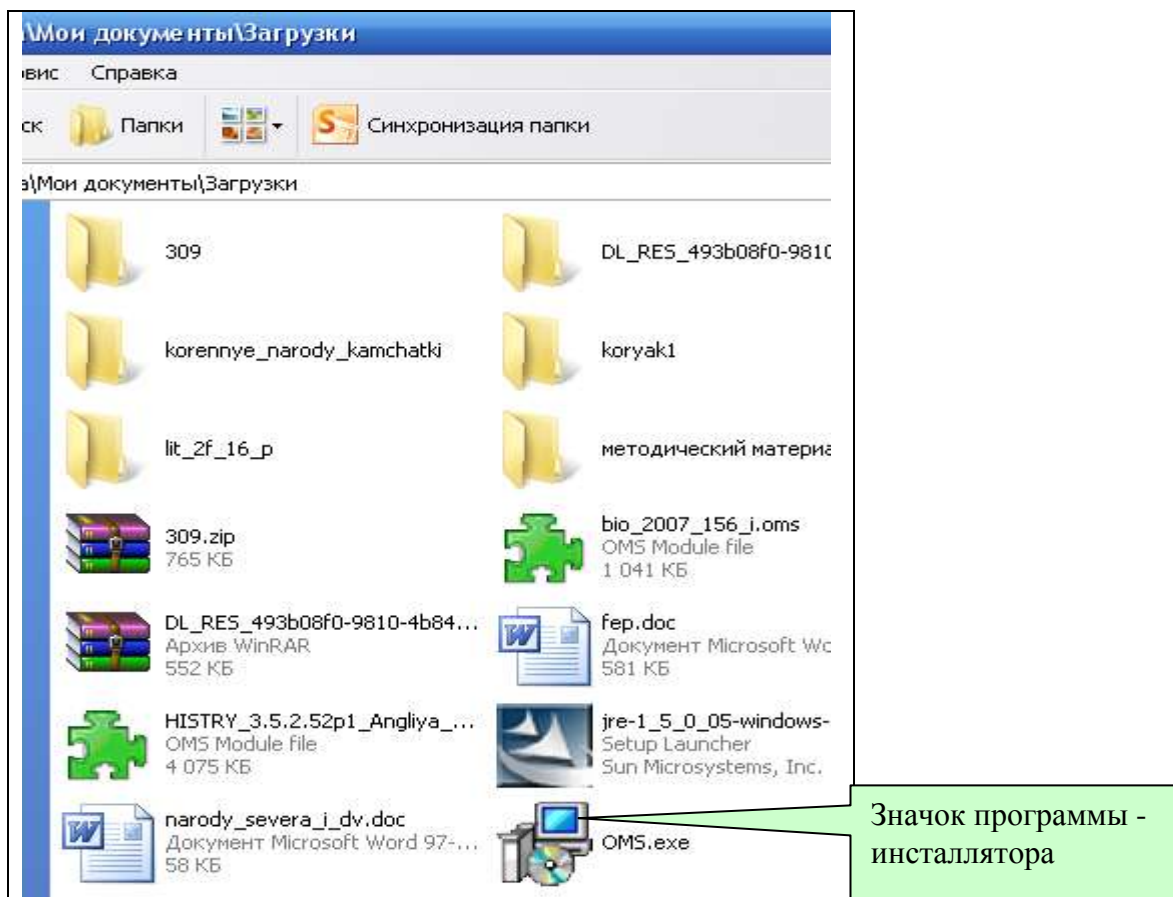 \Мои документы\Загрузки
рвис Справка
ск Папки Синхронизация папки
а\Мои документы\Загрузки
309
DL_RES_493b08f0-9810
korennye_narody_kamchatki
koryak1
lit_2f_16_p
методический материа
309.zip
765 КБ
bio_2007_156_i.oms
OMS Module file
1 041 КБ
DL_RES_493b08f0-9810-4b84...
Архив WinRAR
552 КБ
fep.doc
Документ Microsoft Wo
581 КБ
HISTRY_3.5.2.52p1_Angliya_...
OMS Module file
4 075 КБ
jre-1_5_0_05-windows-
Setup Launcher
Sun Microsystems, Inc.
narody_severa_i_dv.doc
Документ Microsoft Word 97-...
58 КБ
OMS.exe
Значок программы -
инсталлятора